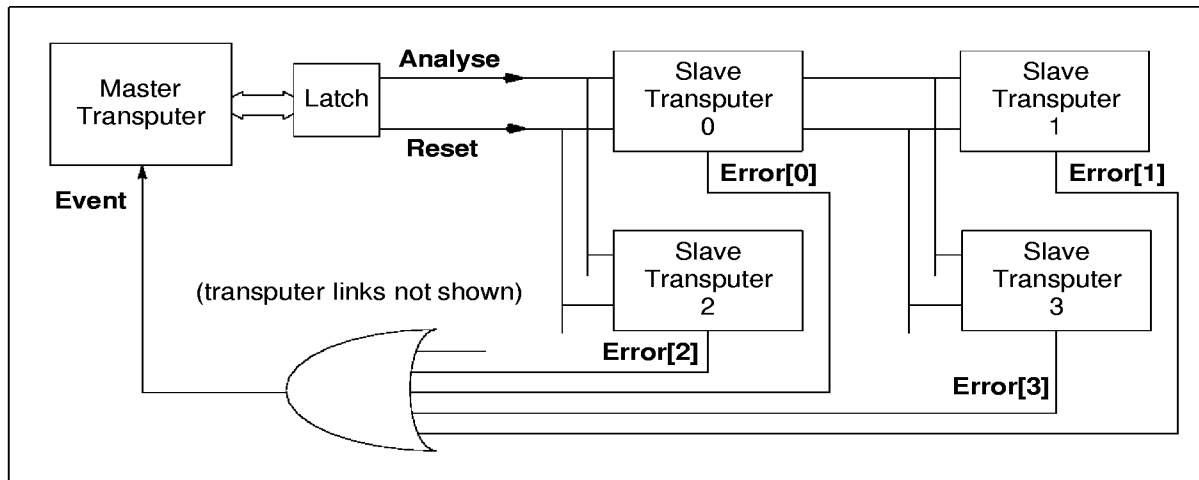 Master
Transputer
Latch
Analyse
Reset
Slave
Transputer
0
Slave
Transputer
1
Error[0]
Error[1]
Event
Slave
Transputer
2
Slave
Transputer
3
(transputer links not shown)
Error[2]
Error[3]